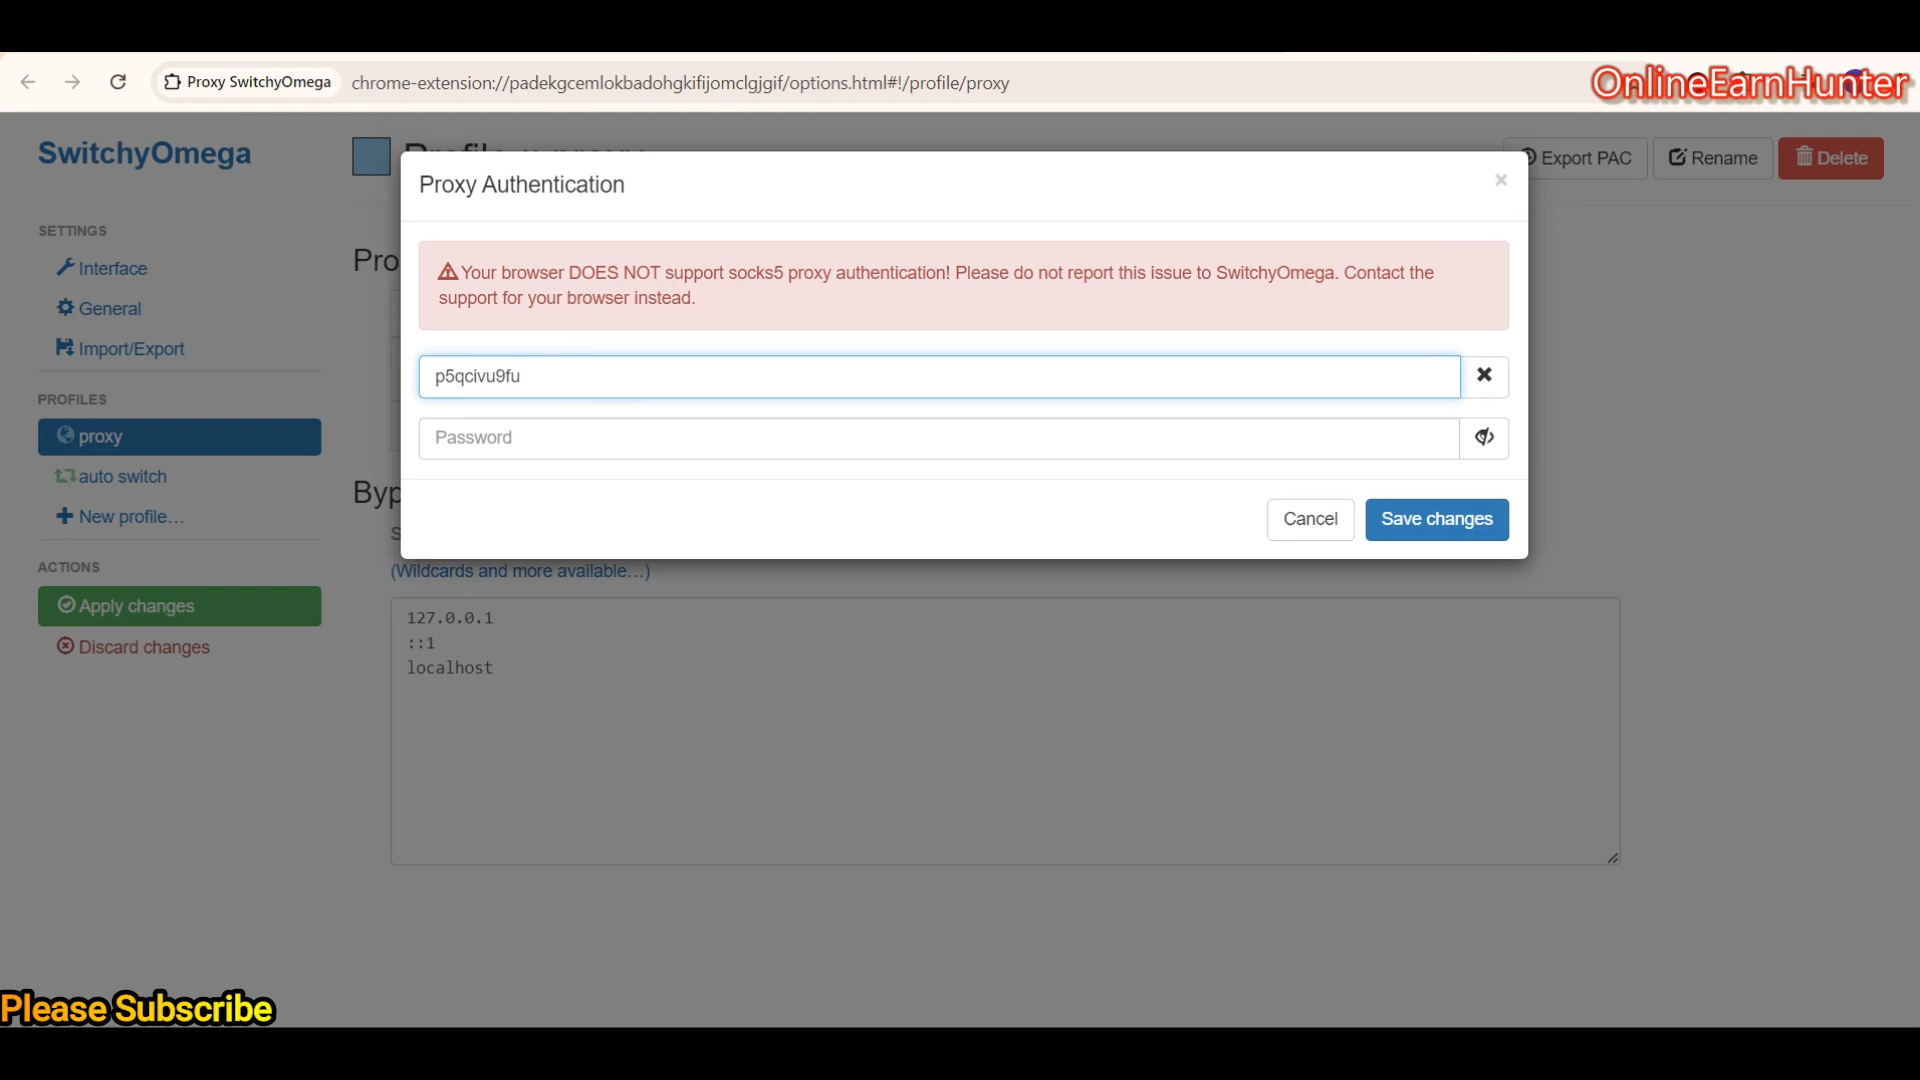 Proxy SwitchyOmega
chrome-extension://padekgcemlokbadohgkifijomclgjgif/options.html#!/profile/proxy
OnlineEarnHunter
SwitchyOmega
Export PAC
Rename
Delete
Proxy Authentication
×
SETTINGS
Interface
General
Import/Export
Your browser DOES NOT support socks5 proxy authentication! Please do not report this issue to SwitchyOmega. Contact the
support for your browser instead.
p5qcivu9fu
Password
Cancel
Save changes
PROFILES
proxy
auto switch
New profile…
ACTIONS
Apply changes
Discard changes
Pro
Byp
S
(Wildcards and more available…)
127.0.0.1
::1
localhost
Please Subscribe